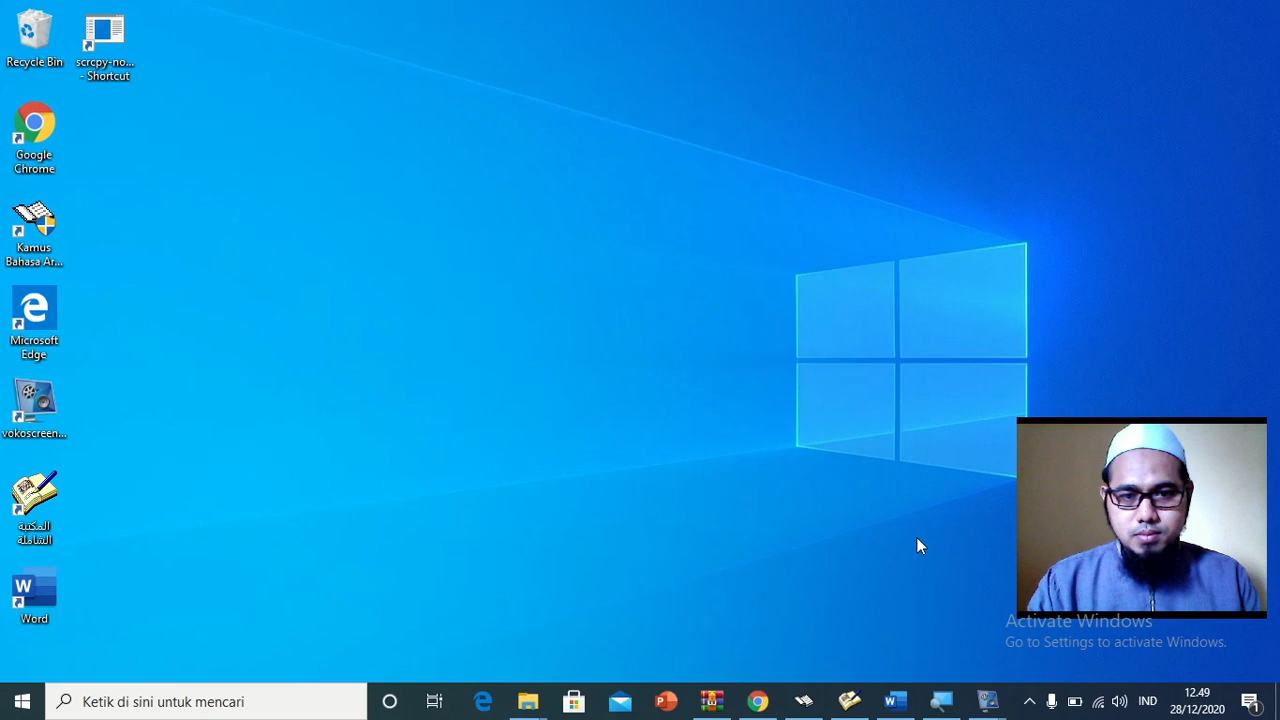 Recycle Bin
scrcpy-no...
- Shortcut
Google
Chrome
Kamus
Bahasa Ar...
Microsoft
Edge
vokoscreen...
المكتبة
الشاملة
Word
Activate Windows
Go to Settings to activate Windows.
Ketik di sini untuk mencari
IND
12.49
28/12/2020
1